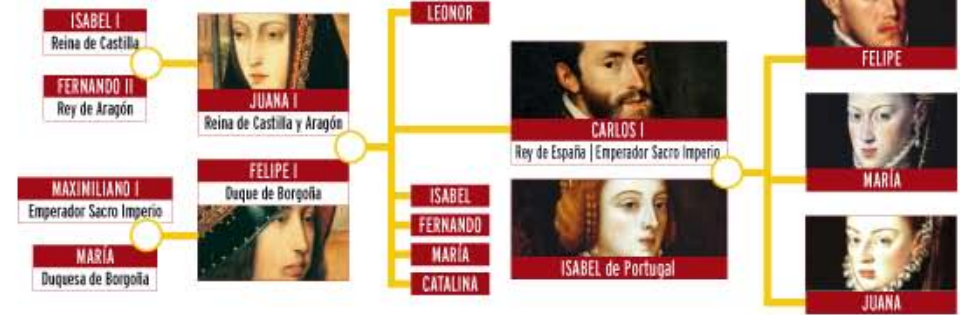 ISABEL I
Reina de Castilla
FERNANDO II
Rey de Aragón
MAXIMILIANO I
Emperador Sacro Imperio
MARÍA
Duquesa de Borgoña
JUANA I
Reina de Castilla y Aragón
FELIPE I
Duque de Borgoña
LEONOR
ISABEL
FERNANDO
MARÍA
CATALINA
CARLOS I
Rey de España | Emperador Sacro Imperio
ISABEL de Portugal
FELIPE
MARÍA
JUANA